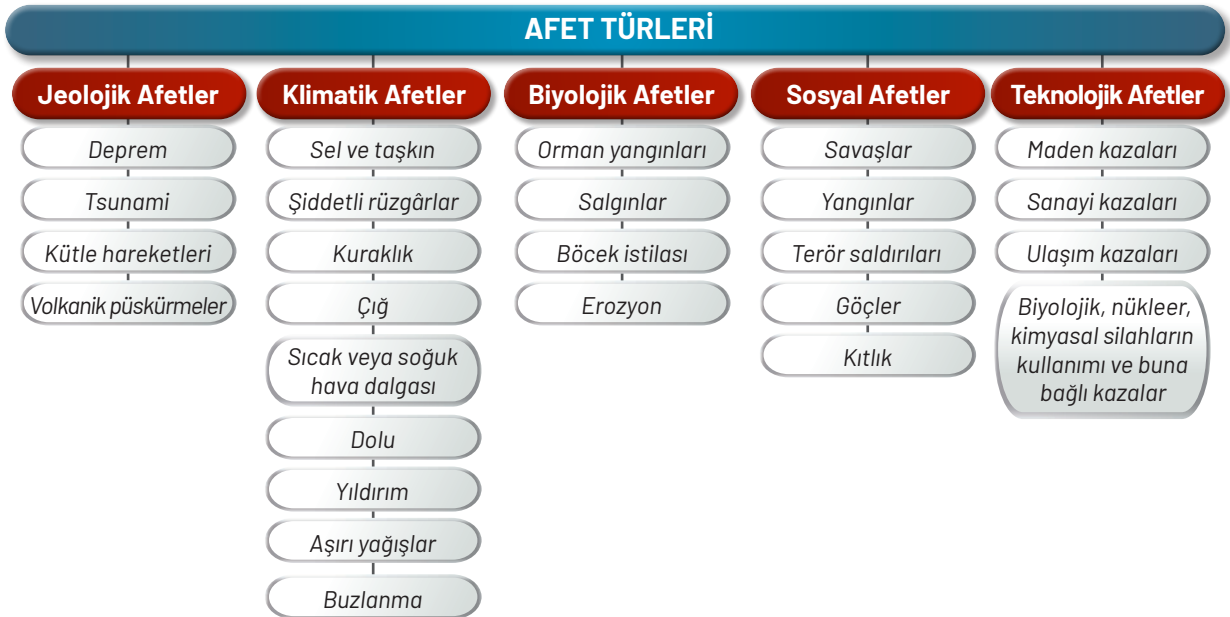 AFET TÜRLERİ
Jeolojik Afetler
Deprem
Tsunami
Kütle hareketleri
Volkanik püskürmeler
Klimatik Afetler
Sel ve taşkın
Şiddetli rüzgârlar
Kuraklık
Çığ
Sıcak veya soğuk
hava dalgası
Dolu
Yıldırım
Aşırı yağışlar
Buzlanma
Biyolojik Afetler
Orman yangınları
Salgınlar
Böcek istilası
Erozyon
Sosyal Afetler
Savaşlar
Yangınlar
Terör saldırıları
Göçler
Kıtlık
Teknolojik Afetler
Maden kazaları
Sanayi kazaları
Ulaşım kazaları
Biyolojik, nükleer,
kimyasal silahların
kullanımı ve buna
bağlı kazalar